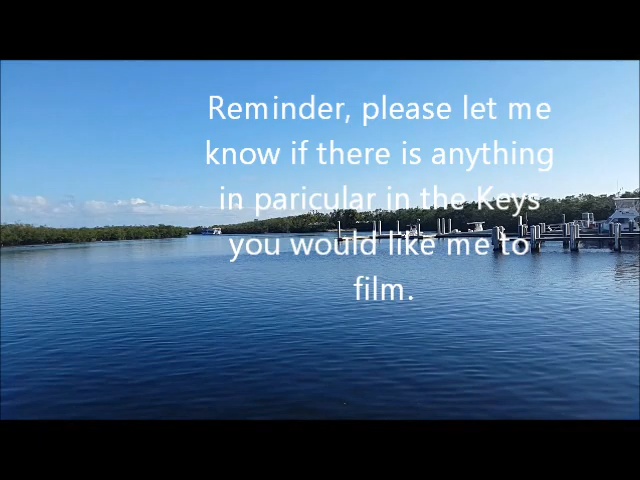 Reminder, please let me
know if there is anything
in paricular in the Keys
you would like me to
film.